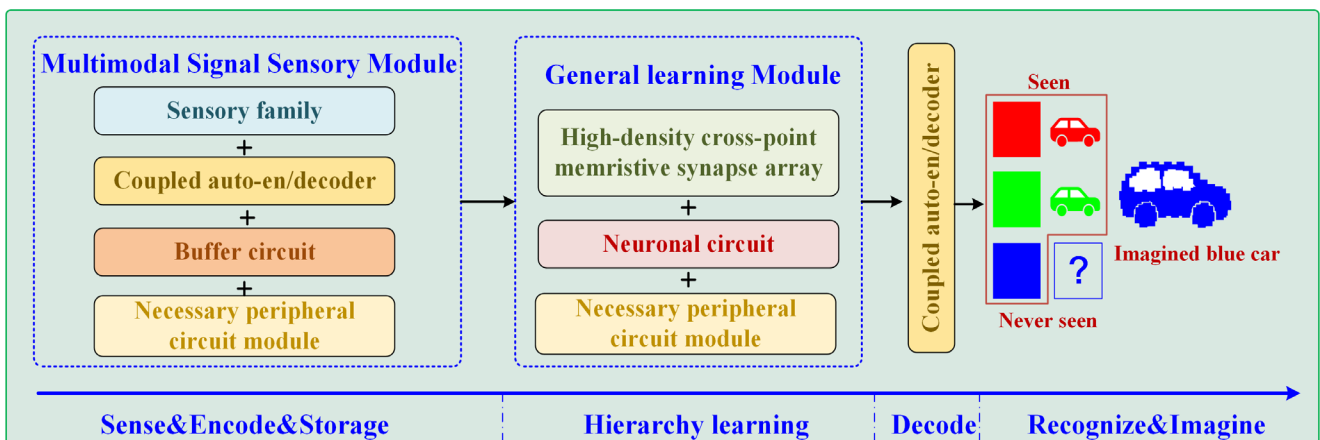 Multimodal Signal Sensory Module
Sensory family
+
Coupled auto-en/decoder
+
Buffer circuit
+
Necessary peripheral
circuit module
General learning Module
High-density cross-point
memristive synapse array
+
Neuronal circuit
+
Necessary peripheral
circuit module
Coupled auto-en/decoder
Seen
?
Never seen
Imagined blue car
Sense&Encode&Storage
Hierarchy learning
Decode
Recognize&Imagine